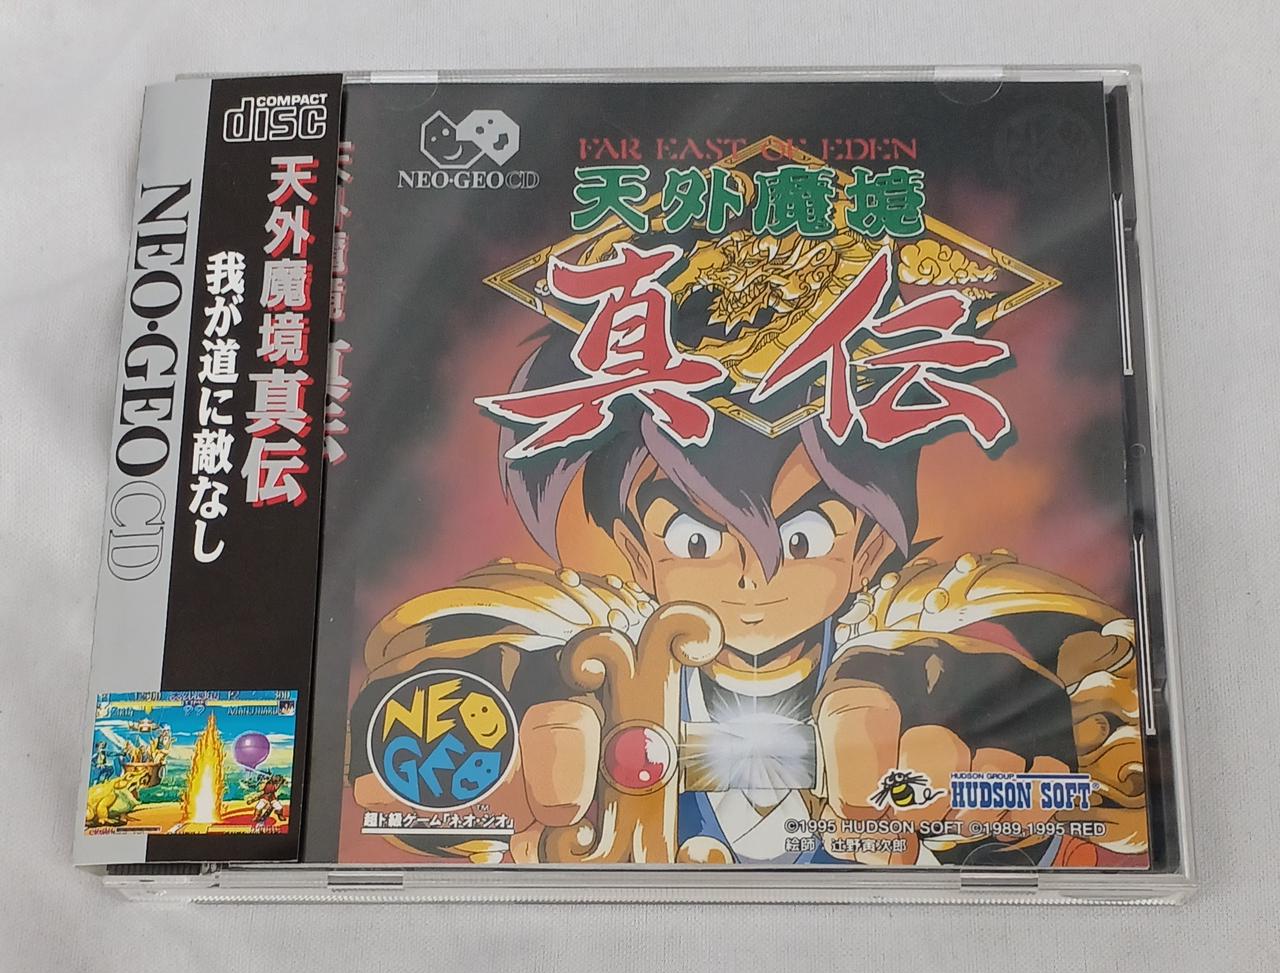 COMPACT
disc
天外魔境 真伝
我が道に敵なし
NEO·GEO CD
NEO·GEO CD
FAR EAST OF EDEN
天外魔境
真伝
NEO
GEO
TM
超ド級ゲーム「ネオ・ジオ」
HUDSON GROUP
HUDSON SOFT®
©1995 HUDSON SOFT ©1989,1995 RED
絵師：辻野寅次郎